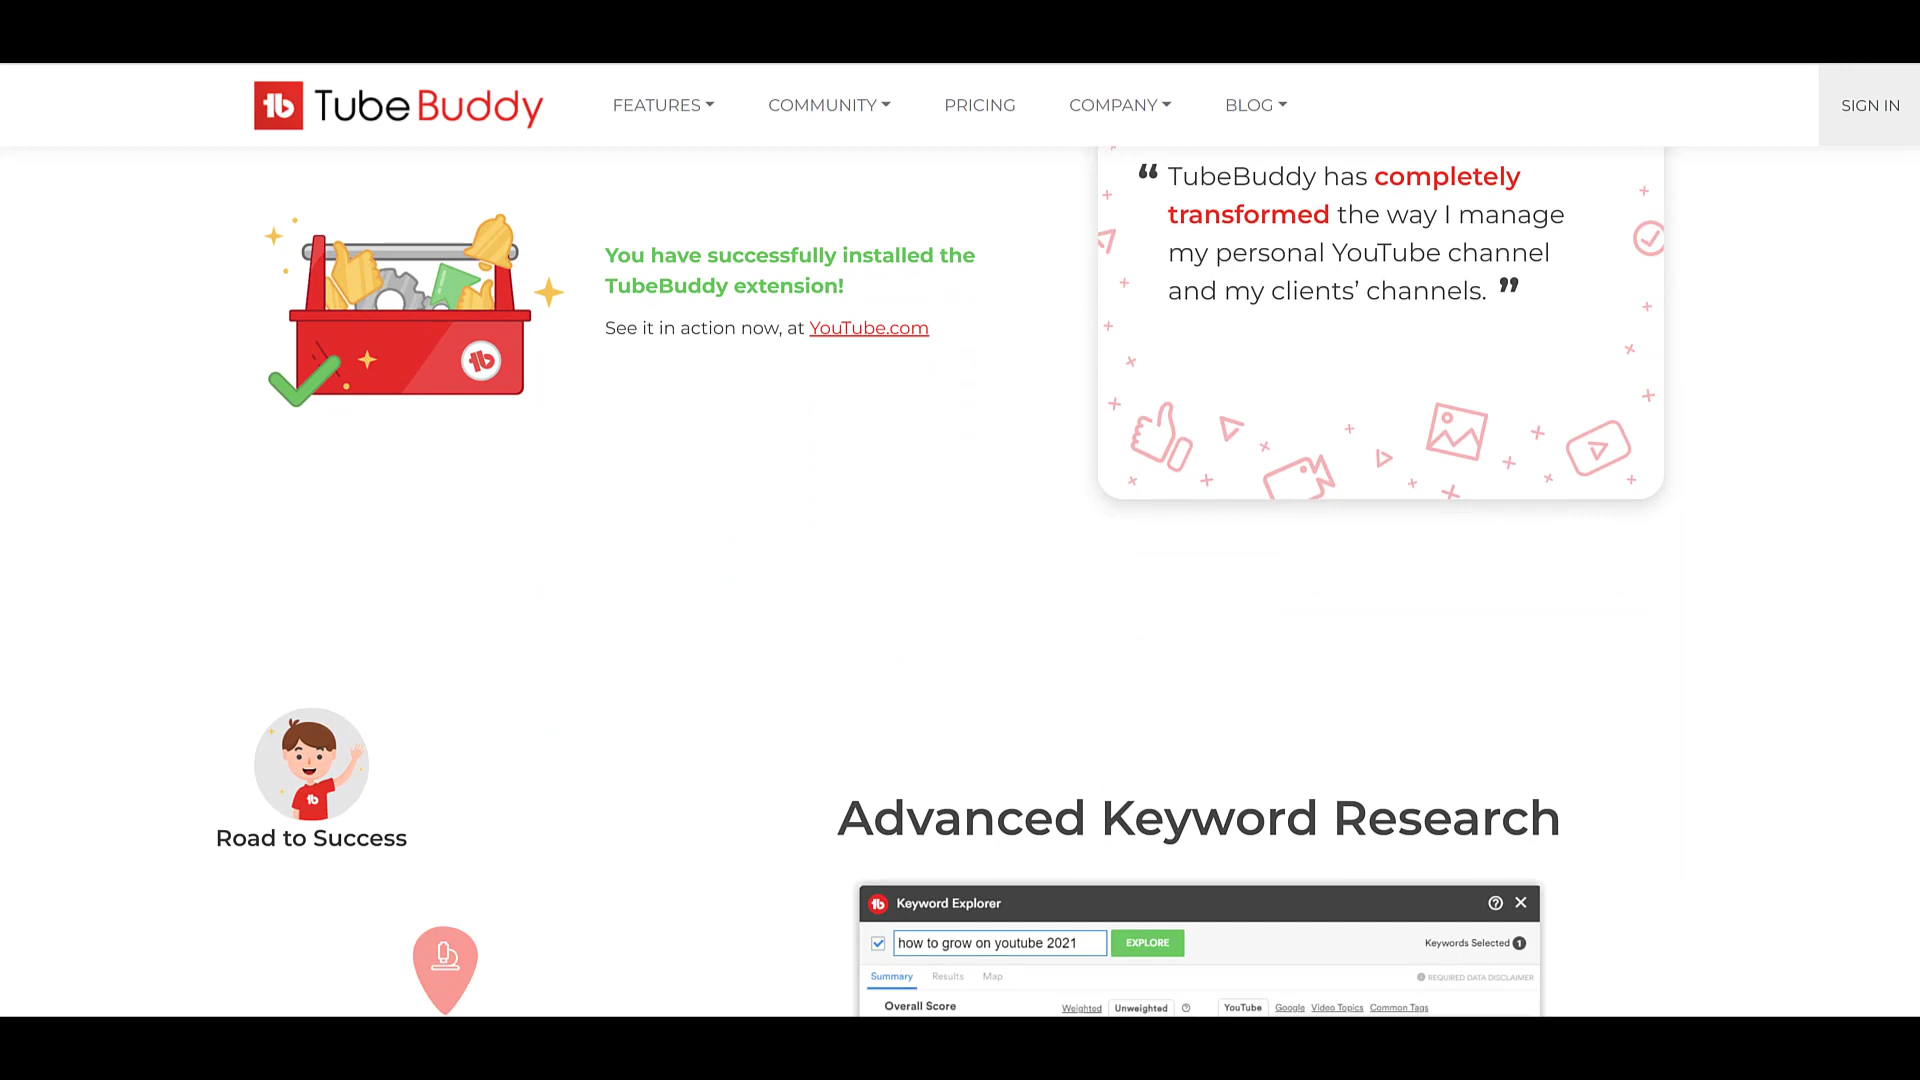 TubeBuddy
FEATURES COMMUNITY PRICING COMPANY BLOG SIGN IN
“ TubeBuddy has completely
transformed the way I manage
my personal YouTube channel
and my clients’ channels. ”
You have successfully installed the
TubeBuddy extension!
See it in action now, at YouTube.com
Road to Success
Advanced Keyword Research
Keyword Explorer
how to grow on youtube 2021 EXPLORE Keywords Selected 1
Summary Results Map REQUIRED DATA DISCLAIMER
Overall Score Weighted Unweighted YouTube Google Video Topics Common Tags